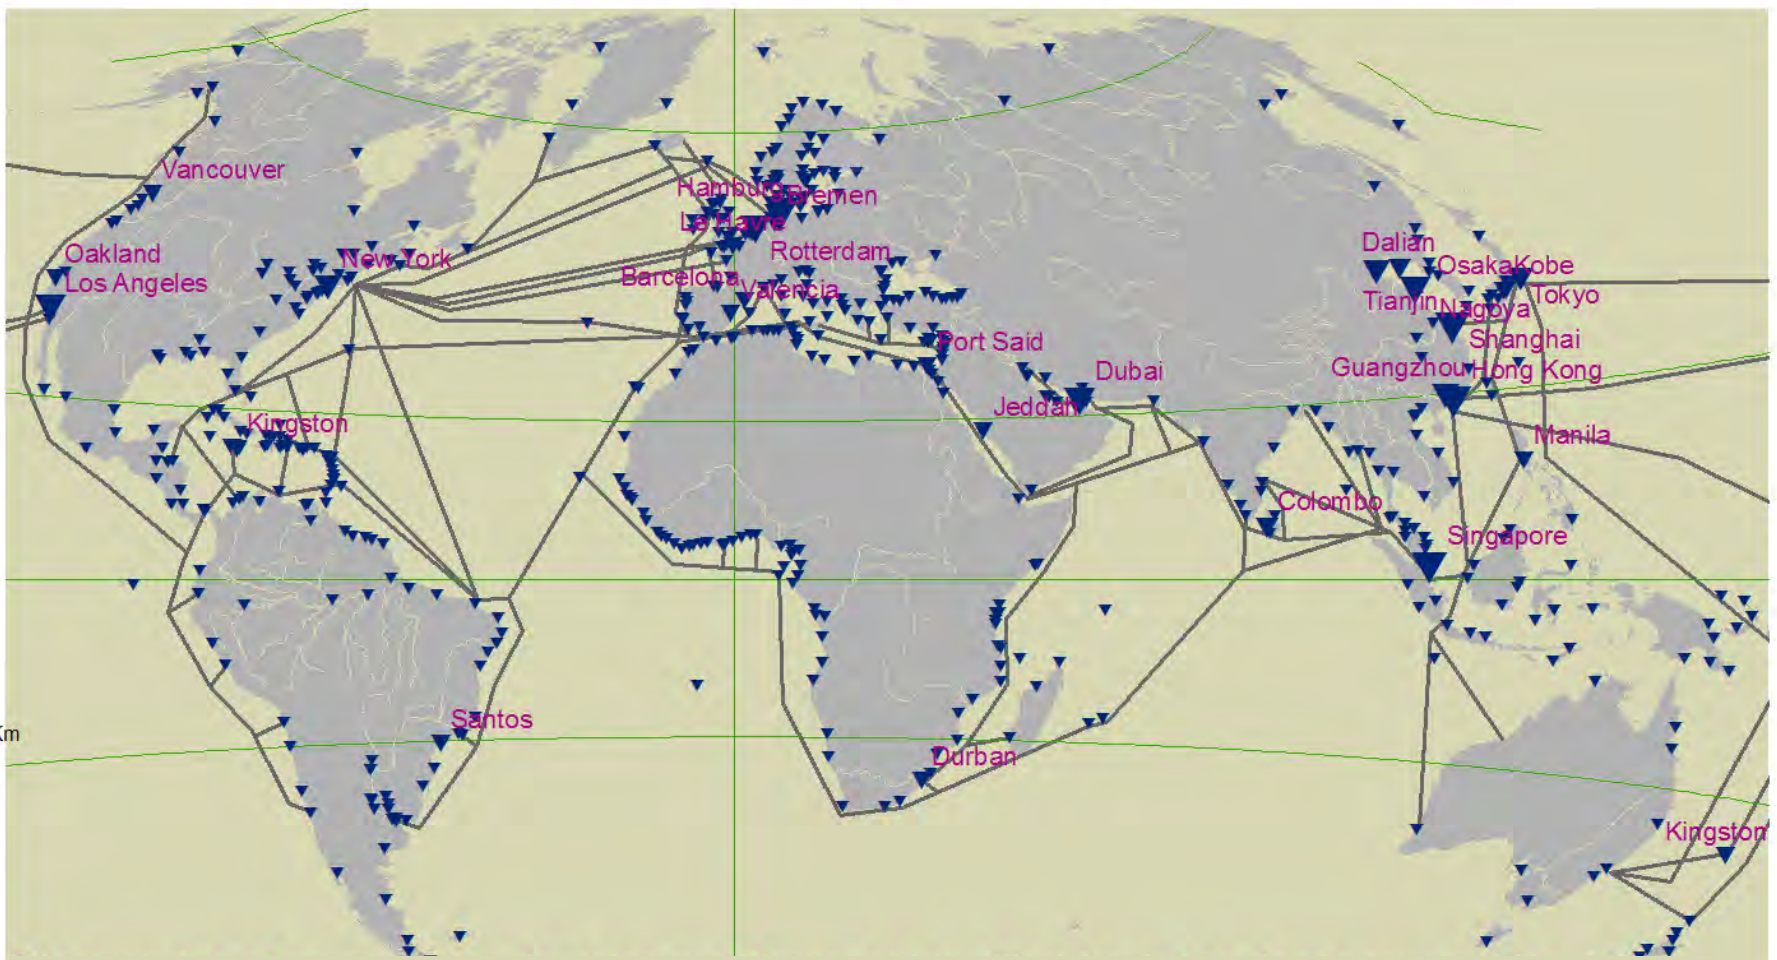 Vancouver
Hamburg
Bremen
Le Havre
Oakland
New York
Rotterdam
Dalian
Los Angeles
Barcelona
Valencia
Osaka
Kobe
Tianjin
Nagoya
Tokyo
Port Said
Shanghai
Dubai
Guangzhou
Hong Kong
Jeddah
Kingston
Manila
Colombo
Singapore
Santos
Km
Durban
Kingston